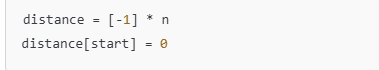 distance = [-1] * n
distance[start] = 0